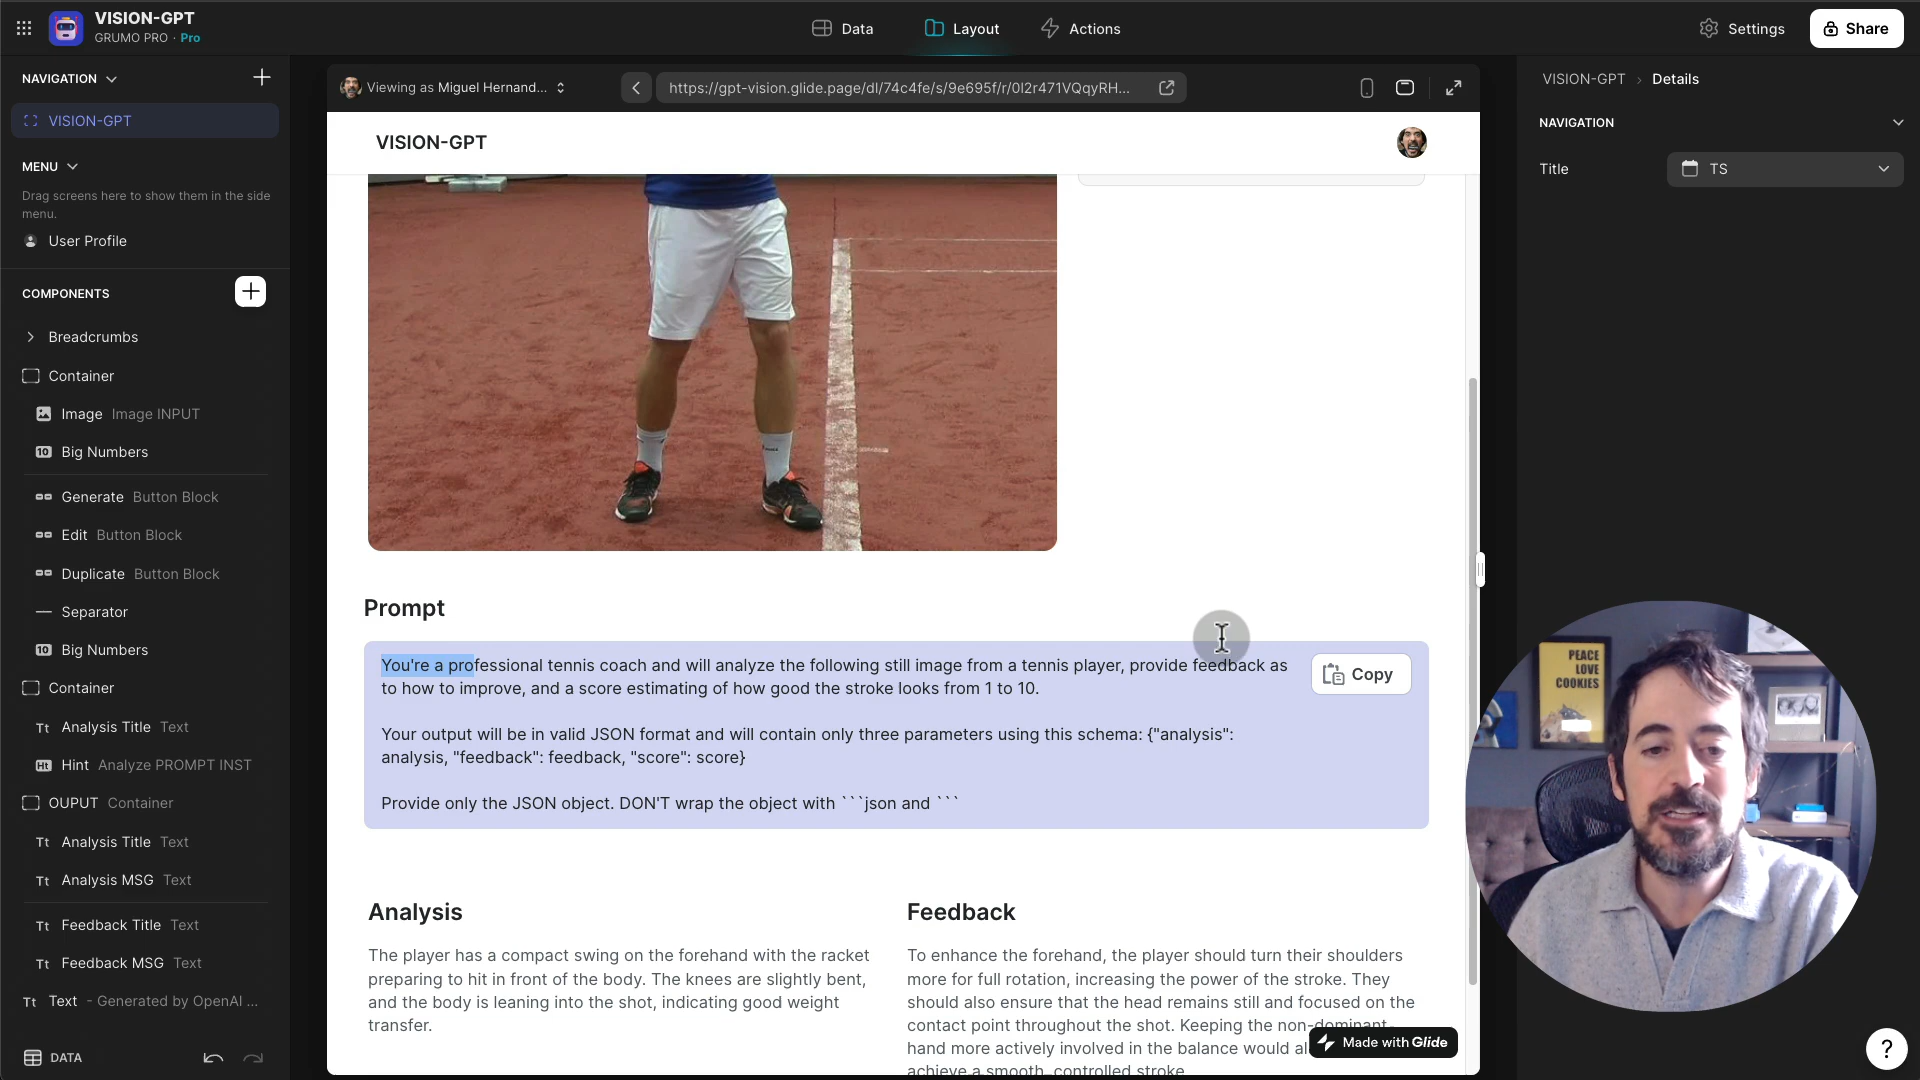 VISION-GPT
GRUMO PRO · Pro
Data
Layout
Actions
Settings
Share
NAVIGATION
VISION-GPT
MENU
Drag screens here to show them in the side
menu.
User Profile
COMPONENTS
Breadcrumbs
Container
Image Image INPUT
Big Numbers
Generate Button Block
Edit Button Block
Duplicate Button Block
Separator
Big Numbers
Container
Analysis Title Text
Hint Analyze PROMPT INST
OUPUT Container
Analysis Title Text
Analysis MSG Text
Feedback Title Text
Feedback MSG Text
Text - Generated by OpenAI ...
DATA
Viewing as Miguel Hernand...
https://gpt-vision.glide.page/dl/74c4fe/s/9e695f/r/0I2r471VQqyRH...
VISION-GPT
Prompt
You're a professional tennis coach and will analyze the following still image from a tennis player, provide feedback as
to how to improve, and a score estimating of how good the stroke looks from 1 to 10.
Your output will be in valid JSON format and will contain only three parameters using this schema: {"analysis":
analysis, "feedback": feedback, "score": score}
Provide only the JSON object. DON'T wrap the object with ```json and ```
Copy
Analysis
The player has a compact swing on the forehand with the racket
preparing to hit in front of the body. The knees are slightly bent,
and the body is leaning into the shot, indicating good weight
transfer.
Feedback
To enhance the forehand, the player should turn their shoulders
more for full rotation, increasing the power of the stroke. They
should also ensure that the head remains still and focused on the
contact point throughout the shot. Keeping the non-dominant
hand more actively involved in the balance would
achieve a smooth, controlled stroke
Made with Glide
VISION-GPT › Details
NAVIGATION
Title
TS
PEACE
LOVE
COOKIES
?